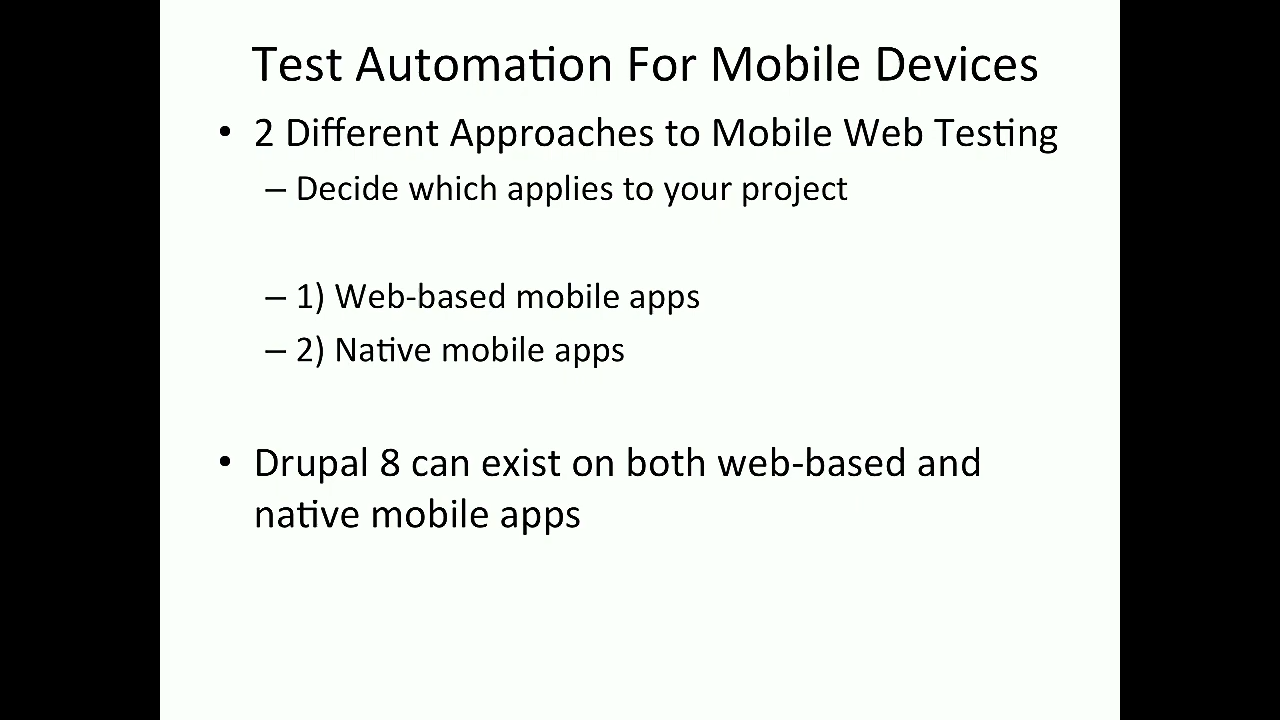 Test Automation For Mobile Devices
• 2 Different Approaches to Mobile Web Testing
– Decide which applies to your project
– 1) Web-based mobile apps
– 2) Native mobile apps
• Drupal 8 can exist on both web-based and
native mobile apps